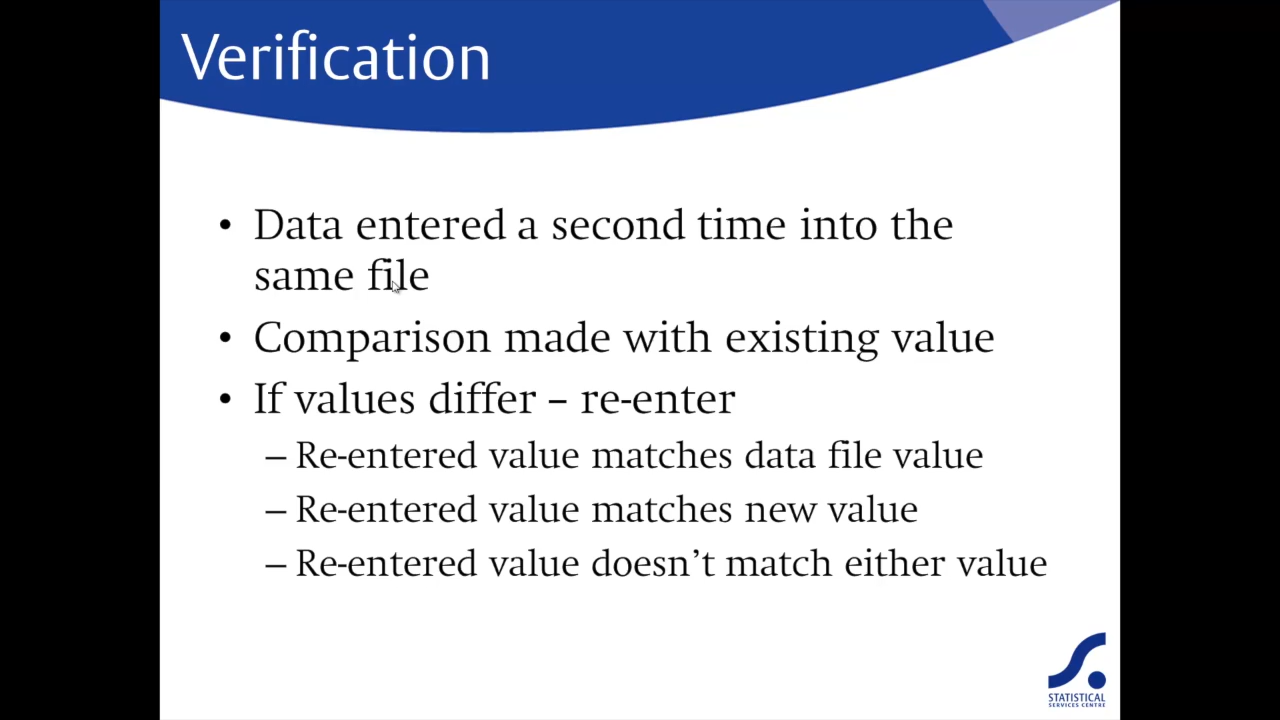 Verification
• Data entered a second time into the
same file
• Comparison made with existing value
• If values differ – re-enter
– Re-entered value matches data file value
– Re-entered value matches new value
– Re-entered value doesn’t match either value
STATISTICAL
SERVICES CENTRE